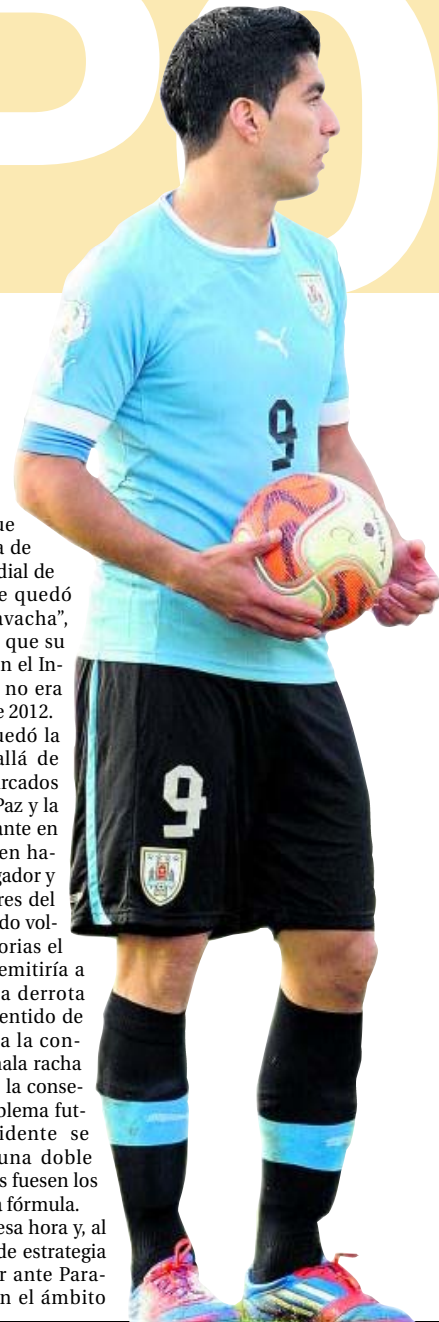 PO
9
9
ue
a de
dial de
e quedó
avacha”,
que su
n el In-
no era
e 2012.
uedó la
allá de
rcados
Paz y la
ante en
en ha-
gador y
res del
do vol-
orias el
emitiría a
a derrota
entido de
a la con-
nala racha
la conse-
blema fut-
idente se
una doble
s fuesen los
a fórmula.
esa hora y, al
de estrategia
r ante Para-
n el ámbito